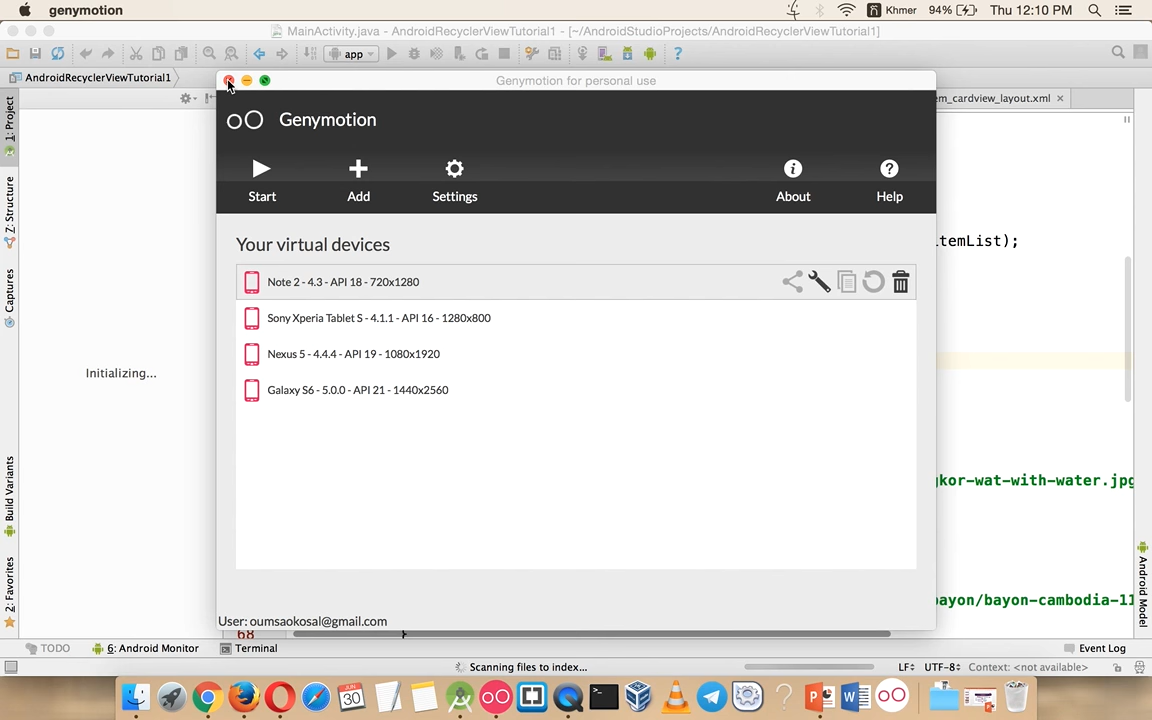 genymotion
Khmer 94% Thu 12:10 PM
MainActivity.java - AndroidRecyclerViewTutorial1 - [~/AndroidStudioProjects/AndroidRecyclerViewTutorial1]
app
AndroidRecyclerViewTutorial1
em_cardview_layout.xml
1: Project
Z: Structure
Captures
Build Variants
2: Favorites
Initializing...
Genymotion for personal use
Genymotion
Start
Add
Settings
About
Help
Your virtual devices
Note 2 - 4.3 - API 18 - 720x1280
Sony Xperia Tablet S - 4.1.1 - API 16 - 1280x800
Nexus 5 - 4.4.4 - API 19 - 1080x1920
Galaxy S6 - 5.0.0 - API 21 - 1440x2560
User: oumsaokosal@gmail.com
temList);
gkor-wat-with-water.jpg
bayon/bayon-cambodia-11
Android Model
68 }
TODO
6: Android Monitor
Terminal
Event Log
Scanning files to index...
LF UTF-8 Context: <not available>
JUN
30